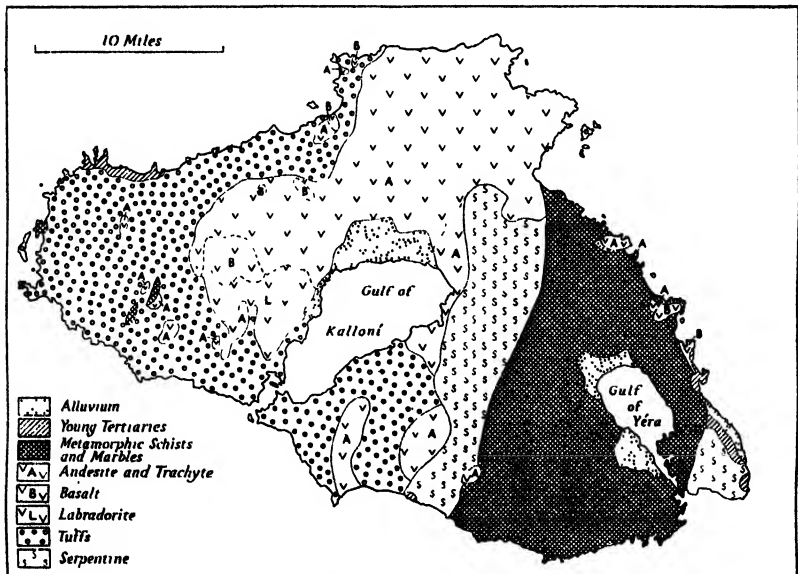 10 Miles
B
A
B
A
A
B
B
A
B
A
L
A
A
A
A
A
A
A
A
Gulf of
Kalloní
A
A
A
A
B
B
Gulf
of
Yéra
Alluvium
Young Tertiaries
Metamorphic Schists
and Marbles
A Andesite and Trachyte
B Basalt
L Labradorite
Tuffs
S Serpentine